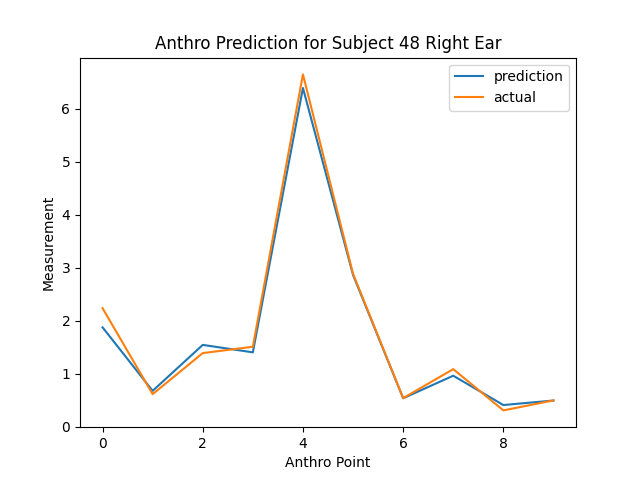 Anthro Prediction for Subject 48 Right Ear
prediction
actual
Measurement
6
5
4
3
2
1
0
0 2 4 6 8
Anthro Point